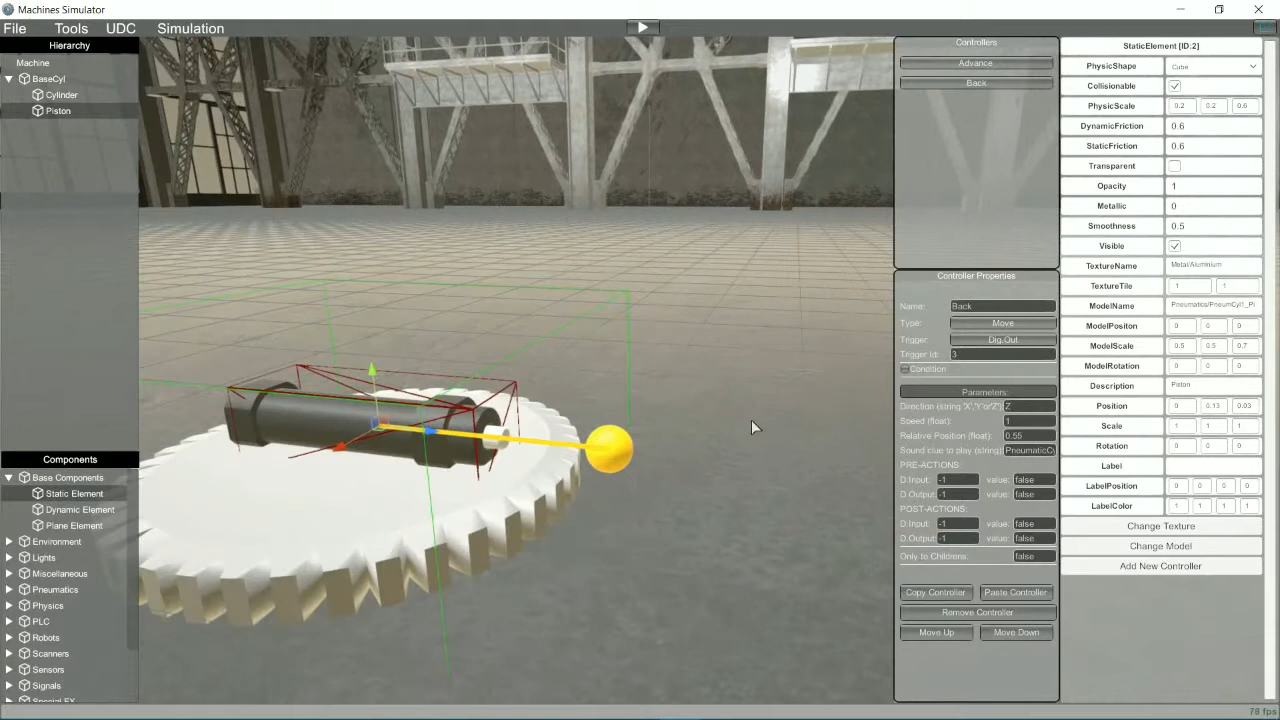 Machines Simulator
File Tools UDC Simulation
Hierarchy
Machine
BaseCyl
Cylinder
Piston
Components
Base Components
Static Element
Dynamic Element
Plane Element
Environment
Lights
Miscellaneous
Pneumatics
Physics
PLC
Robots
Scanners
Sensors
Signals
Controllers
Advance
Back
Controller Properties
Name: Back
Type: Move
Trigger: Dig.Out
Trigger Id: 3
Condition
Parameters:
Direction (string 'X','Y'or'Z'): Z
Speed (float): 1
Relative Position (float): 0.55
Sound clue to play (string): PneumaticCy
PRE-ACTIONS:
D.Input: -1 value: false
D.Output: -1 value: false
POST-ACTIONS:
D.Input: -1 value: false
D.Output: -1 value: false
Only to Childrens: false
Copy Controller Paste Controller
Remove Controller
Move Up Move Down
StaticElement [ID:2]
PhysicShape Cube
Collisionable
PhysicScale 0.2 0.2 0.6
DynamicFriction 0.6
StaticFriction 0.6
Transparent
Opacity 1
Metallic 0
Smoothness 0.5
Visible
TextureName Metal/Aluminium
TextureTile 1 1
ModelName Pneumatics/PneumCyl1_Pi
ModelPositon 0 0 0
ModelScale 0.5 0.5 0.7
ModelRotation 0 0 0
Description Piston
Position 0 0.13 0.03
Scale 1 1 1
Rotation 0 0 0
Label
LabelPosition 0 0 0 0
LabelColor 1 1 1 1
Change Texture
Change Model
Add New Controller
78 fps